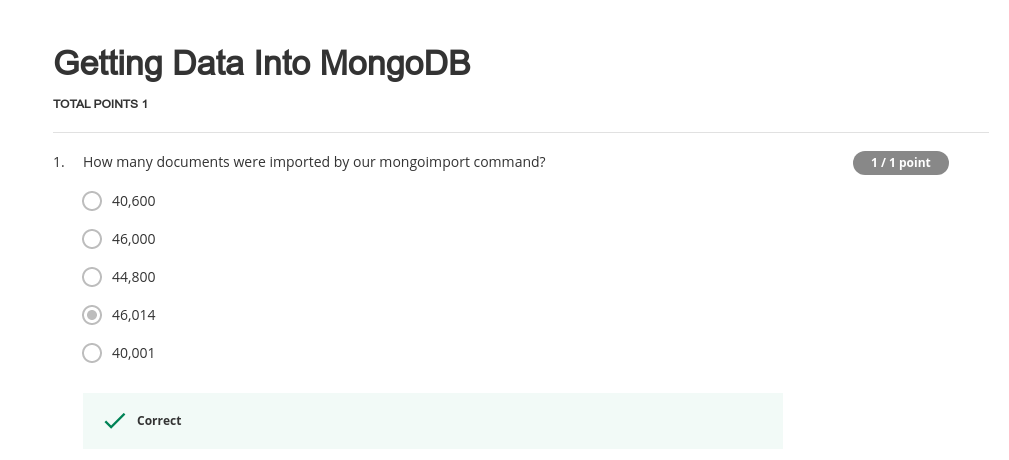 Getting Data Into MongoDB
TOTAL POINTS 1
1. How many documents were imported by our mongoimport command? 1 / 1 point
40,600
46,000
44,800
46,014
40,001
Correct